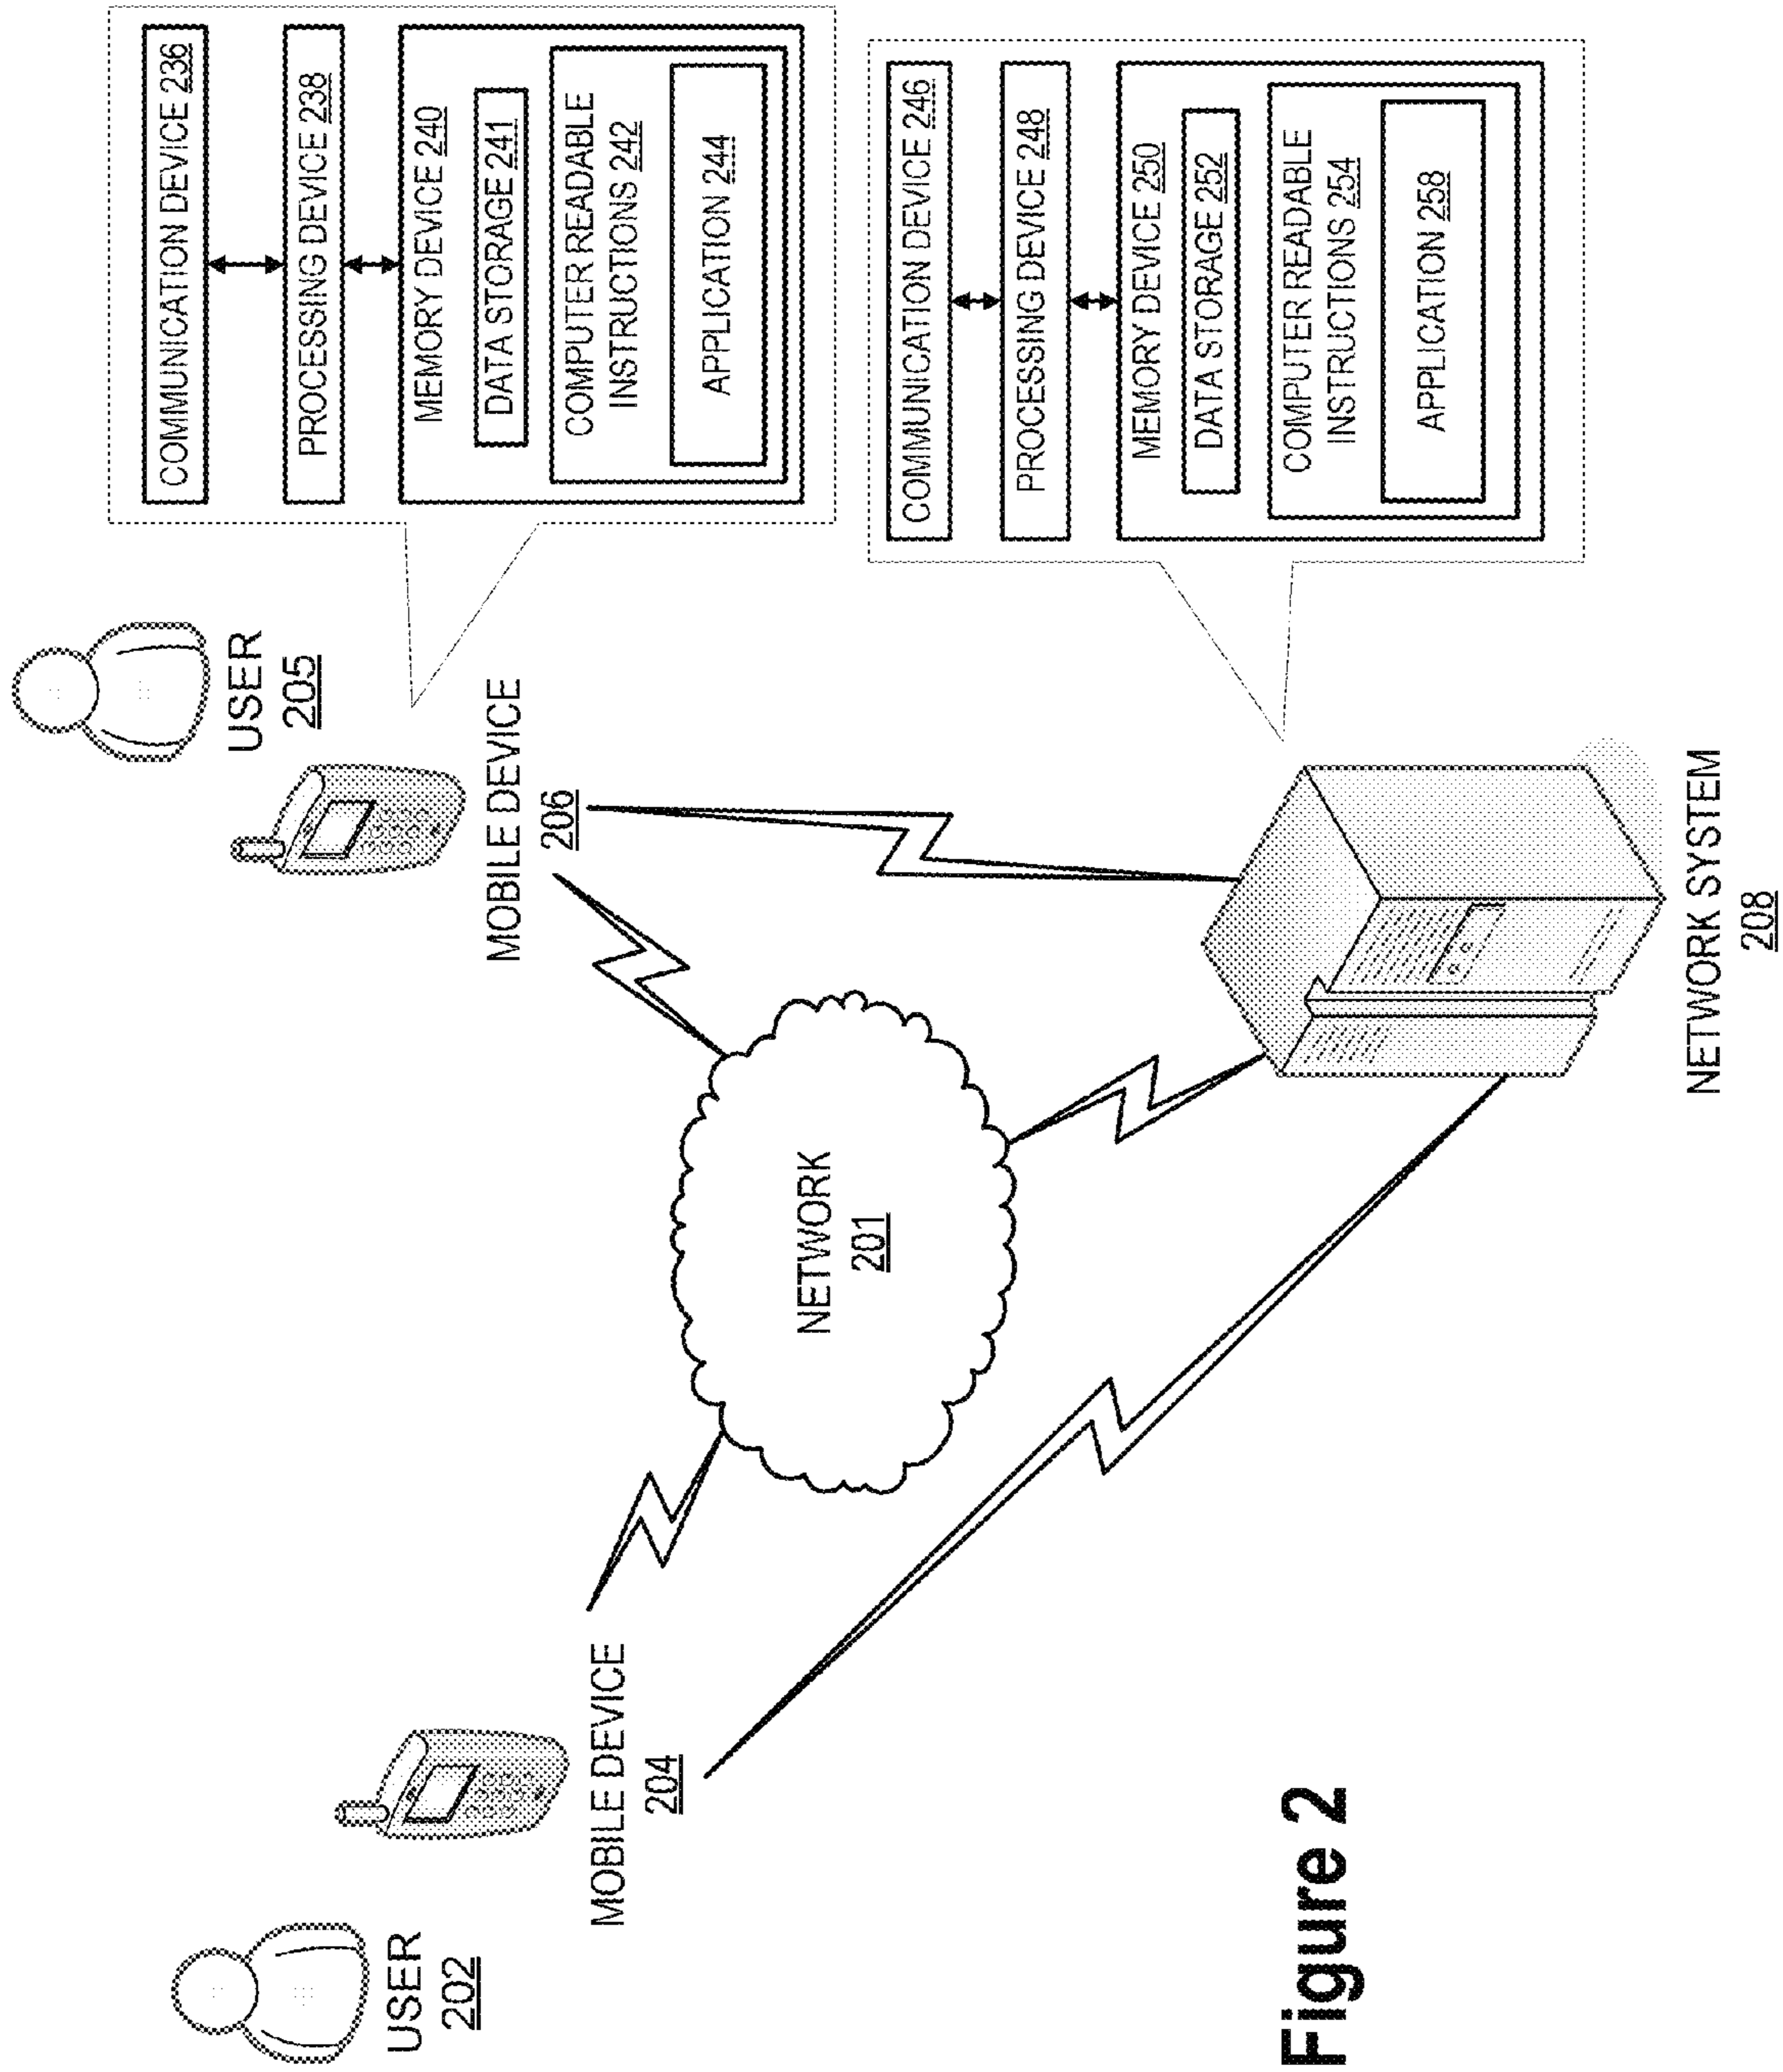 USER
202
MOBILE DEVICE
204
USER
205
MOBILE DEVICE
206
NETWORK
201
NETWORK SYSTEM
208
COMMUNICATION DEVICE 236
PROCESSING DEVICE 238
MEMORY DEVICE 240
DATA STORAGE 241
COMPUTER READABLE
INSTRUCTIONS 242
APPLICATION 244
COMMUNICATION DEVICE 246
PROCESSING DEVICE 248
MEMORY DEVICE 250
DATA STORAGE 252
COMPUTER READABLE
INSTRUCTIONS 254
APPLICATION 258
Figure 2